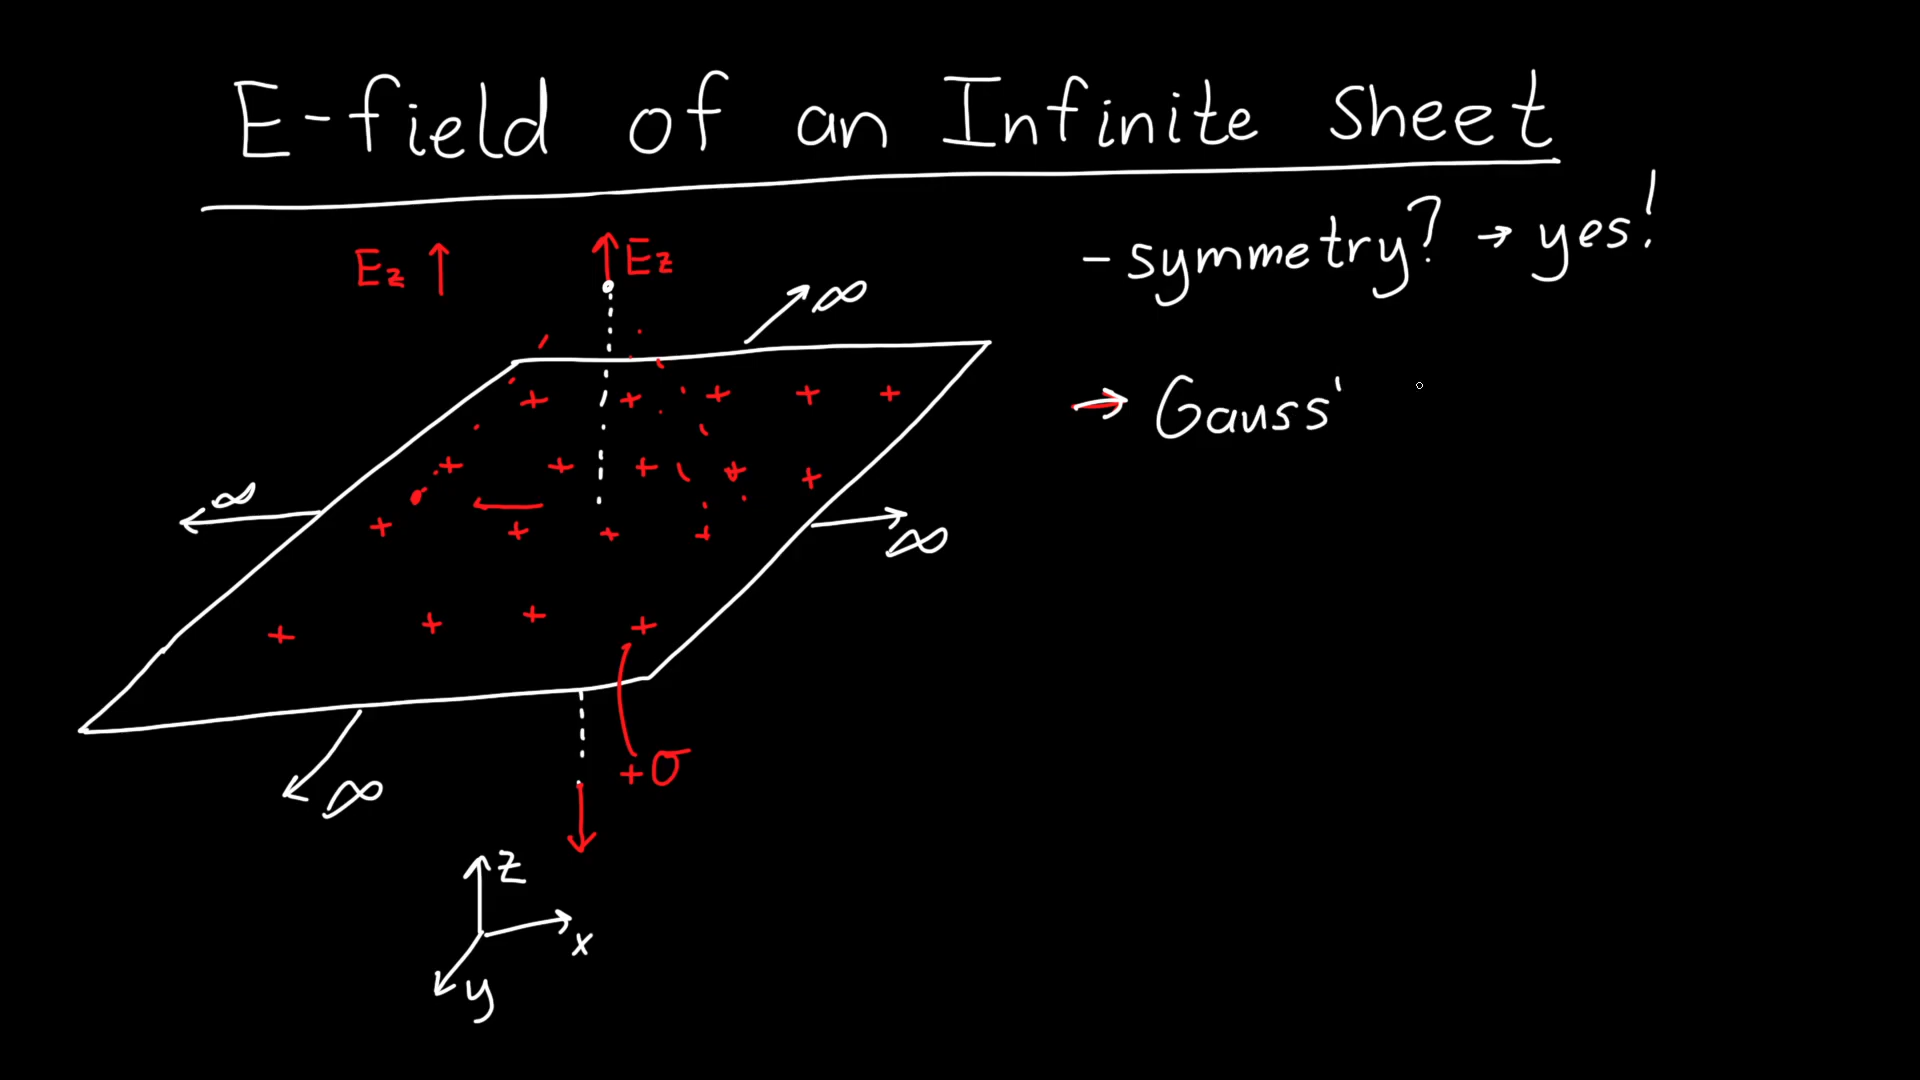 E-field of an Infinite Sheet
-symmetry? → yes!
Ez ↑
Ez
∞
→ Gauss'
∞
∞
+σ
∞
z
x
y